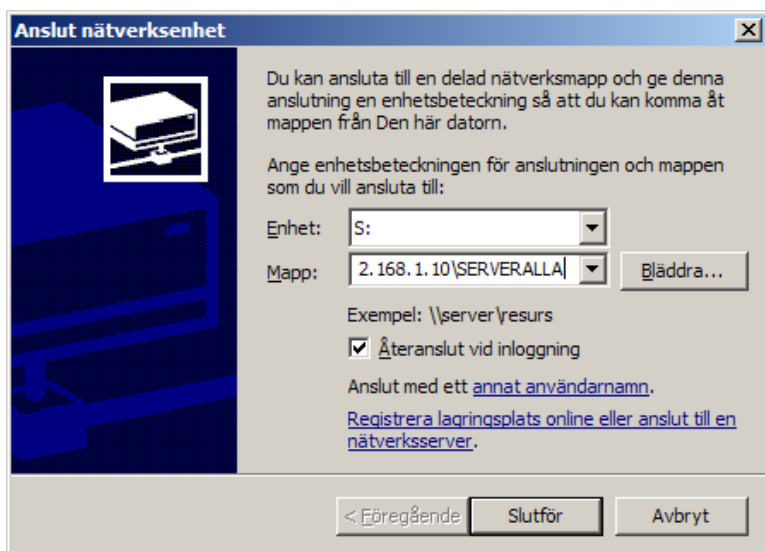 Anslut nätverksenhet
Du kan ansluta till en delad nätverksmapp och ge denna
anslutning en enhetsbeteckning så att du kan komma åt
mappen från Den här datorn.
Ange enhetsbeteckningen för anslutningen och mappen
som du vill ansluta till:
Enhet: S:
Mapp: 2.168.1.10\SERVERALLA Bläddra...
Exempel: \\server\resurs
Återanslut vid inloggning
Anslut med ett annat användarnamn.
Registrera lagringsplats online eller anslut till en
nätverksserver.
< Föregående Slutför Avbryt